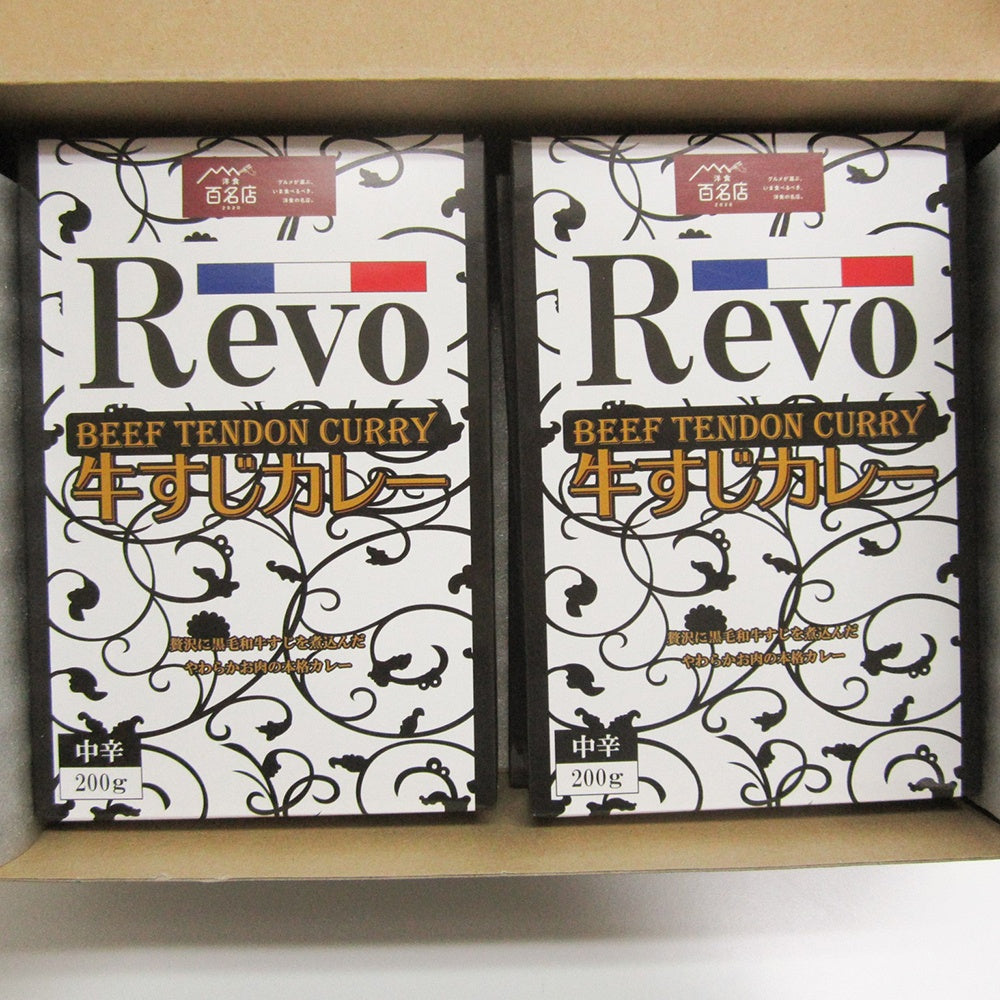 洋食
百名店
2020
グルメが選ぶ、
いま食べるべき、
洋食の名店。
Revo
BEEF TENDON CURRY
牛すじカレー
贅沢に黒毛和牛すじを煮込んだ
やわらかお肉の本格カレー
中辛
200g
洋食
百名店
2020
グルメが選ぶ、
いま食べるべき、
洋食の名店。
Revo
BEEF TENDON CURRY
牛すじカレー
贅沢に黒毛和牛すじを煮込んだ
やわらかお肉の本格カレー
中辛
200g